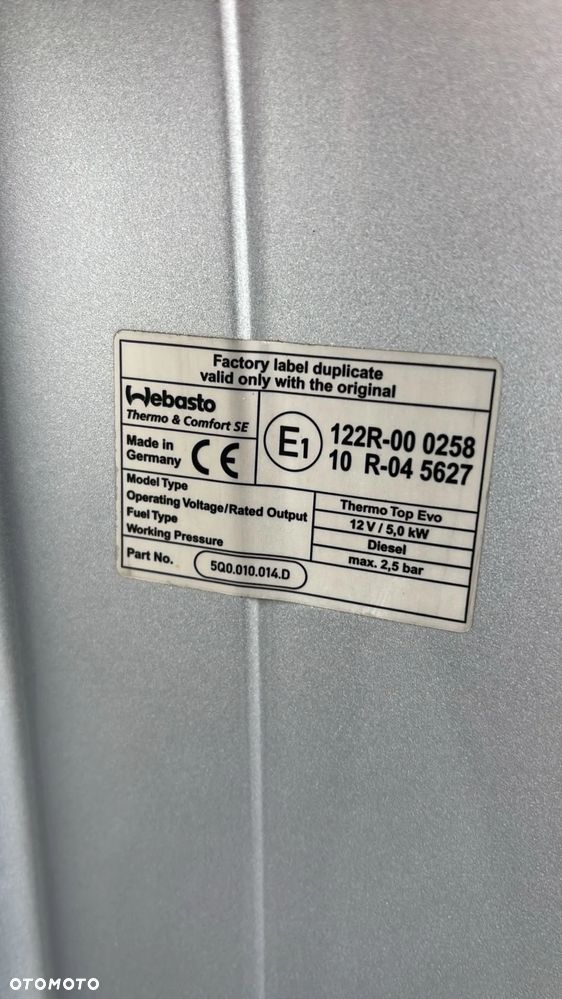 Factory label duplicate
valid only with the original
Webasto
Thermo & Comfort SE
Made in
Germany
CE
E1
122R-00 0258
10 R-04 5627
Model Type
Thermo Top Evo
Operating Voltage/Rated Output
12 V / 5,0 kW
Fuel Type
Diesel
Working Pressure
max. 2,5 bar
Part No.
5Q0.010.014.D
OTOMOTO